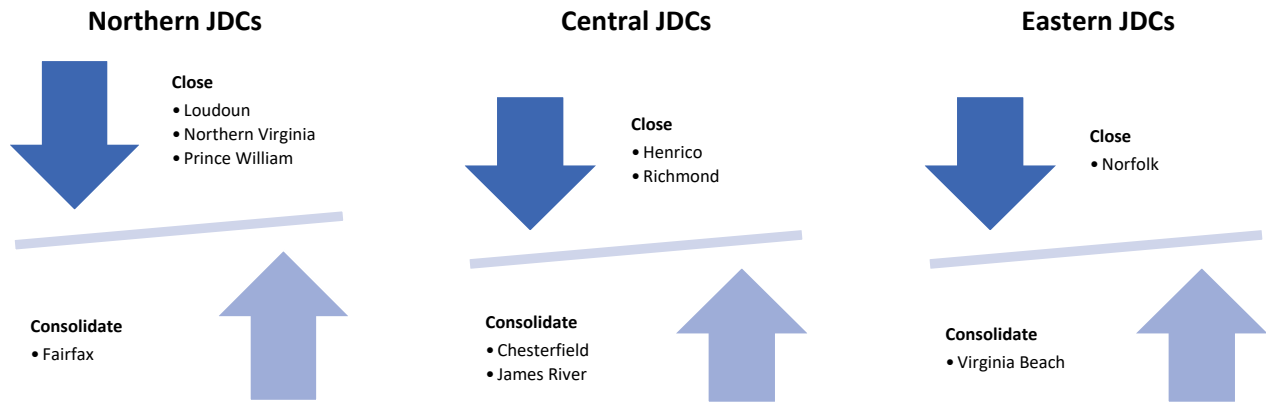 Northern JDCs
Close
• Loudoun
• Northern Virginia
• Prince William
Consolidate
• Fairfax
Central JDCs
Close
• Henrico
• Richmond
Consolidate
• Chesterfield
• James River
Eastern JDCs
Close
• Norfolk
Consolidate
• Virginia Beach